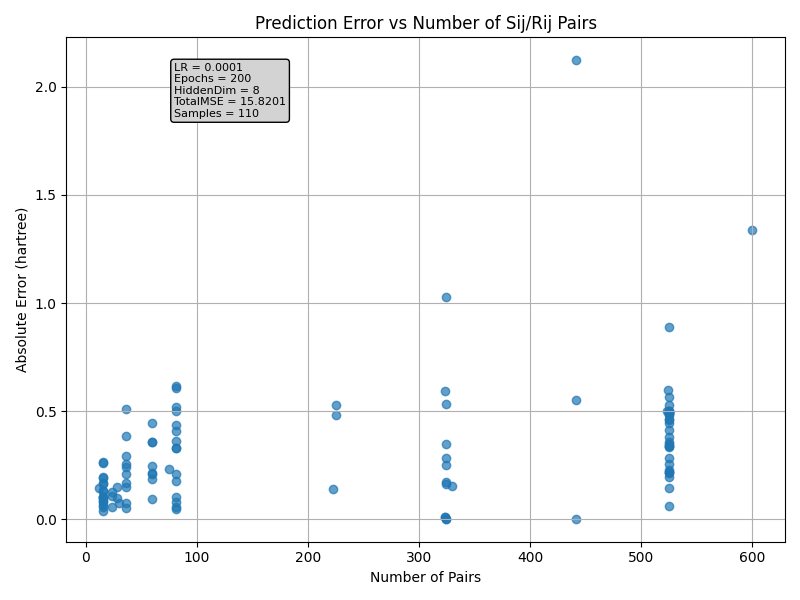 Prediction Error vs Number of Sij/Rij Pairs
LR = 0.0001
Epochs = 200
HiddenDim = 8
TotalMSE = 15.8201
Samples = 110
Absolute Error (hartree)
2.0
1.5
1.0
0.5
0.0
0 100 200 300 400 500 600
Number of Pairs